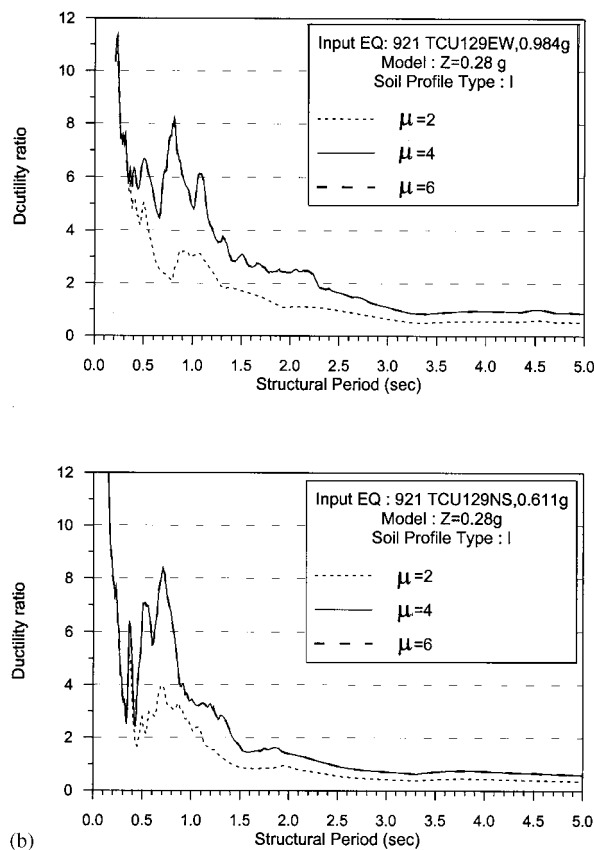 12
10
8
6
4
2
0
Dcutility ratio
Input EQ: 921 TCU129EW,0.984g
Model : Z=0.28 g
Soil Profile Type : I
μ=2
μ=4
μ=6
0.0 0.5 1.0 1.5 2.0 2.5 3.0 3.5 4.0 4.5 5.0
Structural Period (sec)
12
10
8
6
4
2
0
Ductility ratio
Input EQ : 921 TCU129NS,0.611g
Model : Z=0.28g
Soil Profile Type : I
μ=2
μ=4
μ=6
0.0 0.5 1.0 1.5 2.0 2.5 3.0 3.5 4.0 4.5 5.0
Structural Period (sec)
(b)